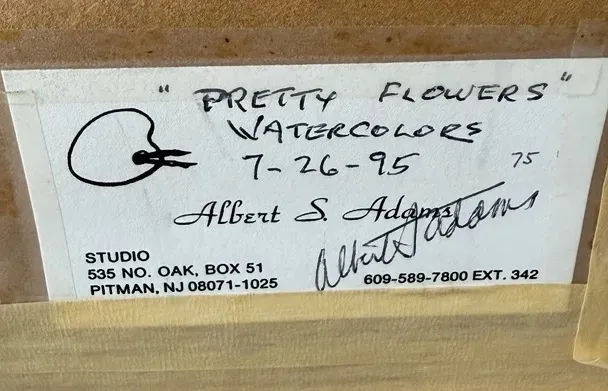 "PRETTY FLOWERS"
WATERCOLORS
7-26-95 75
Albert S. Adams
Albert S Adams
STUDIO
535 NO. OAK, BOX 51
PITMAN, NJ 08071-1025
609-589-7800 EXT. 342